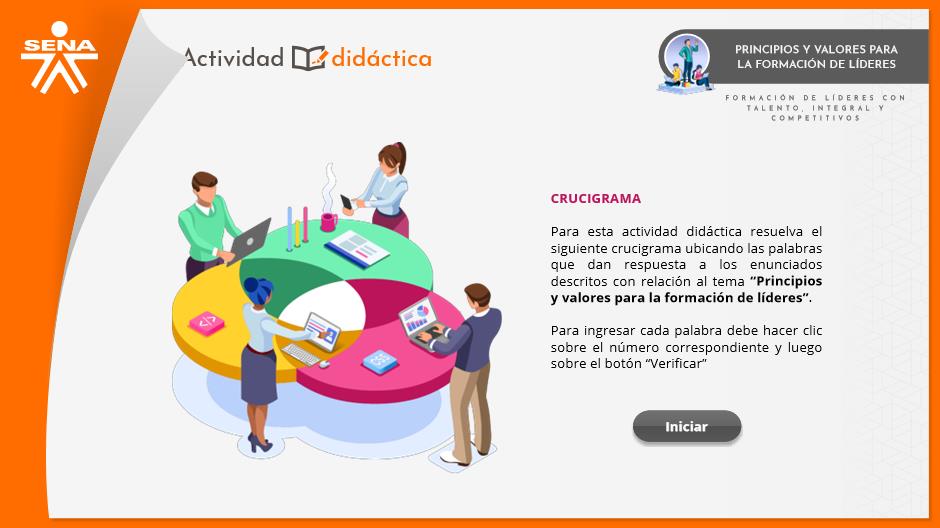 SENA
Actividad didáctica
PRINCIPIOS Y VALORES PARA
LA FORMACIÓN DE LÍDERES
FORMACIÓN DE LÍDERES CON
TALENTO, INTEGRAL Y
COMPETITIVOS
CRUCIGRAMA
Para esta actividad didáctica resuelva el
siguiente crucigrama ubicando las palabras
que dan respuesta a los enunciados
descritos con relación al tema “Principios
y valores para la formación de líderes”.
Para ingresar cada palabra debe hacer clic
sobre el número correspondiente y luego
sobre el botón “Verificar”
Iniciar